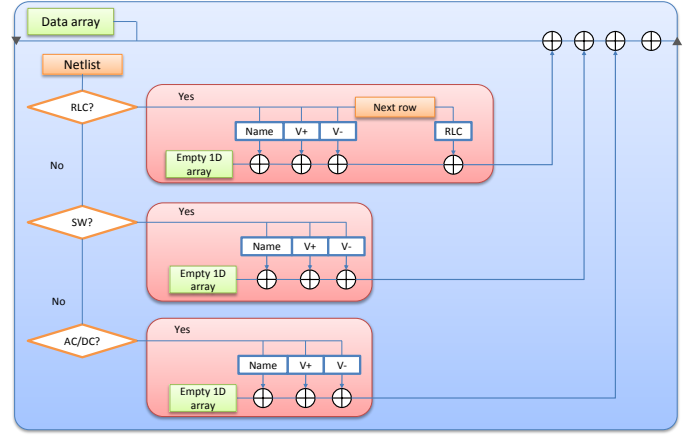 Data array
Netlist
RLC?
Yes
Next row
Name
V+
V-
RLC
Empty 1D
array
No
SW?
Yes
Name
V+
V-
Empty 1D
array
No
AC/DC?
Yes
Name
V+
V-
Empty 1D
array